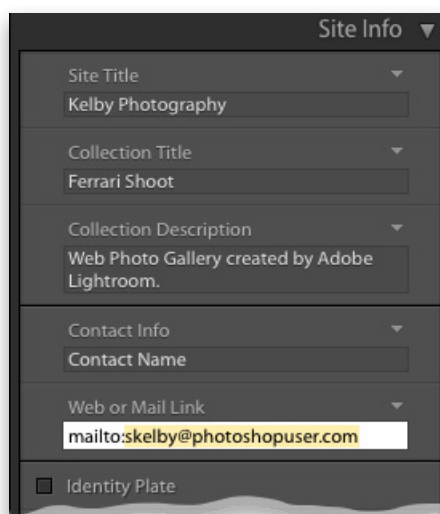 Site Info
Site Title
Kelby Photography
Collection Title
Ferrari Shoot
Collection Description
Web Photo Gallery created by Adobe
Lightroom.
Contact Info
Contact Name
Web or Mail Link
mailto:skelby@photoshopuser.com
Identity Plate